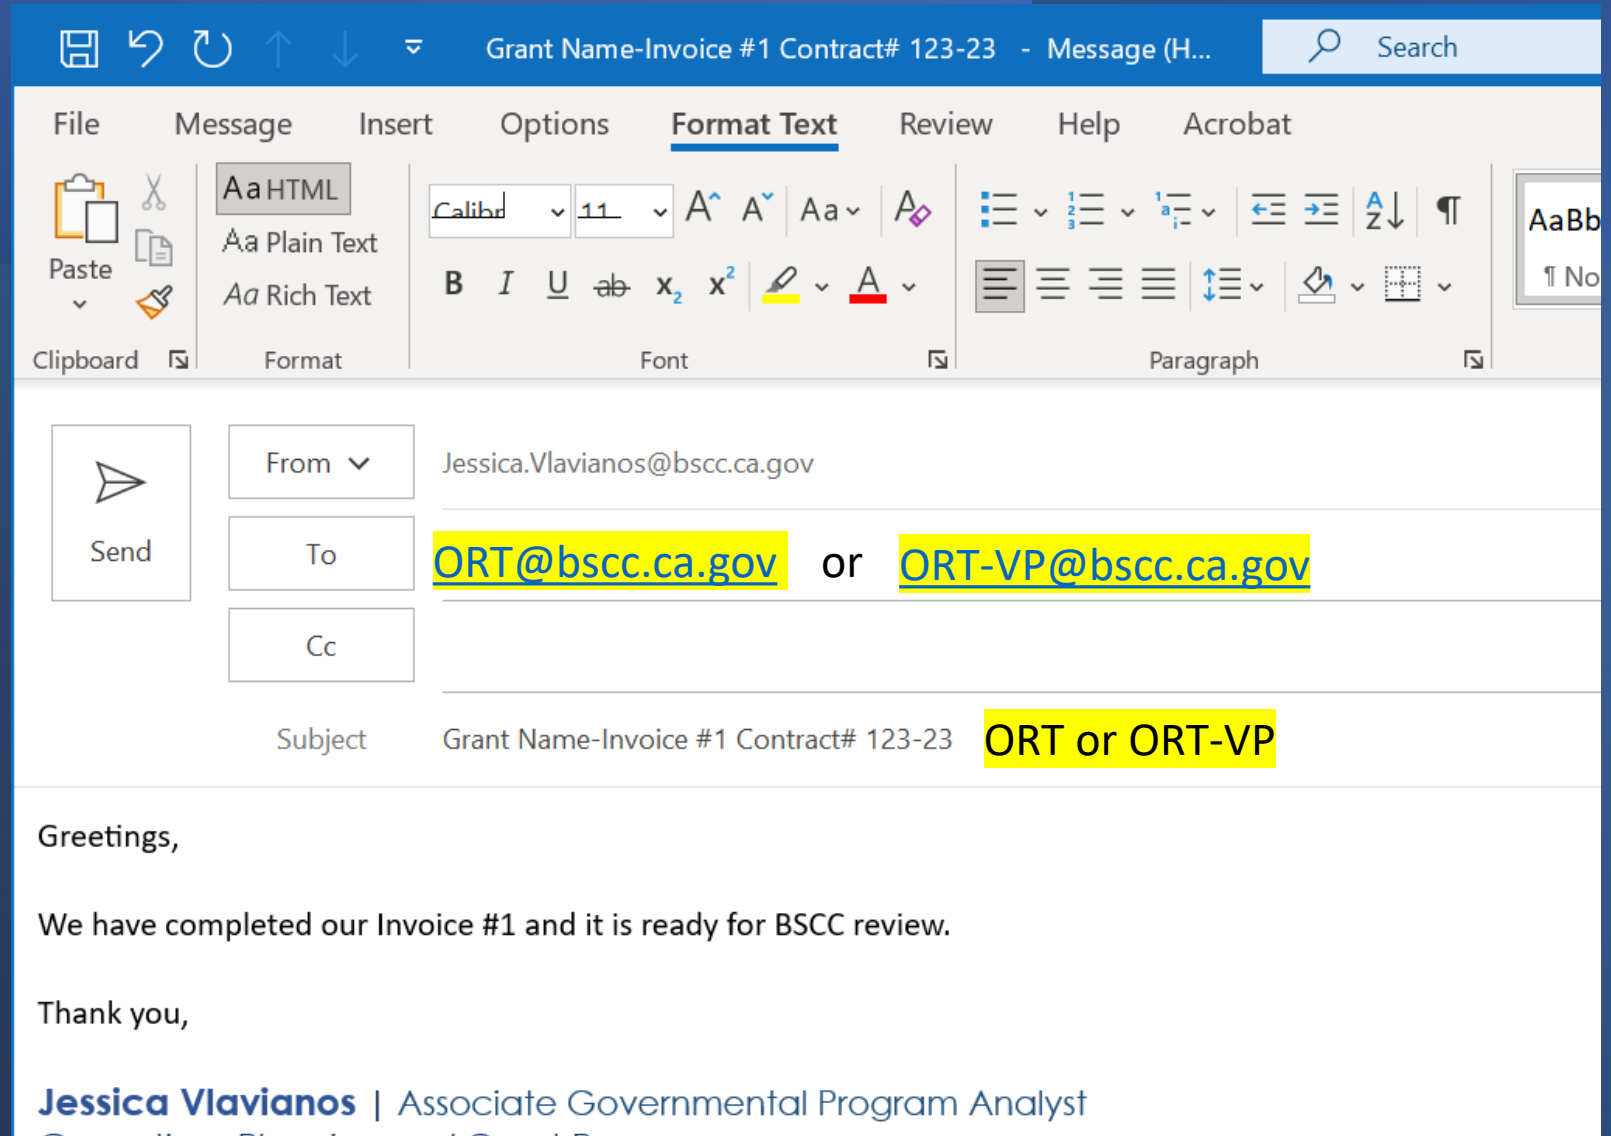 Grant Name-Invoice #1 Contract# 123-23 - Message (H...
Search
File Message Insert Options Format Text Review Help Acrobat
Paste
Clipboard
Aa HTML
Aa Plain Text
Aa Rich Text
Format
Calibri 11
Aa
B I U ab x2 x2 A
Font
Paragraph
AaBb
¶ No
Send
From Jessica.Vlavianos@bscc.ca.gov
To ORT@bscc.ca.gov or ORT-VP@bscc.ca.gov
Cc
Subject Grant Name-Invoice #1 Contract# 123-23 ORT or ORT-VP
Greetings,
We have completed our Invoice #1 and it is ready for BSCC review.
Thank you,
Jessica Vlavianos | Associate Governmental Program Analyst